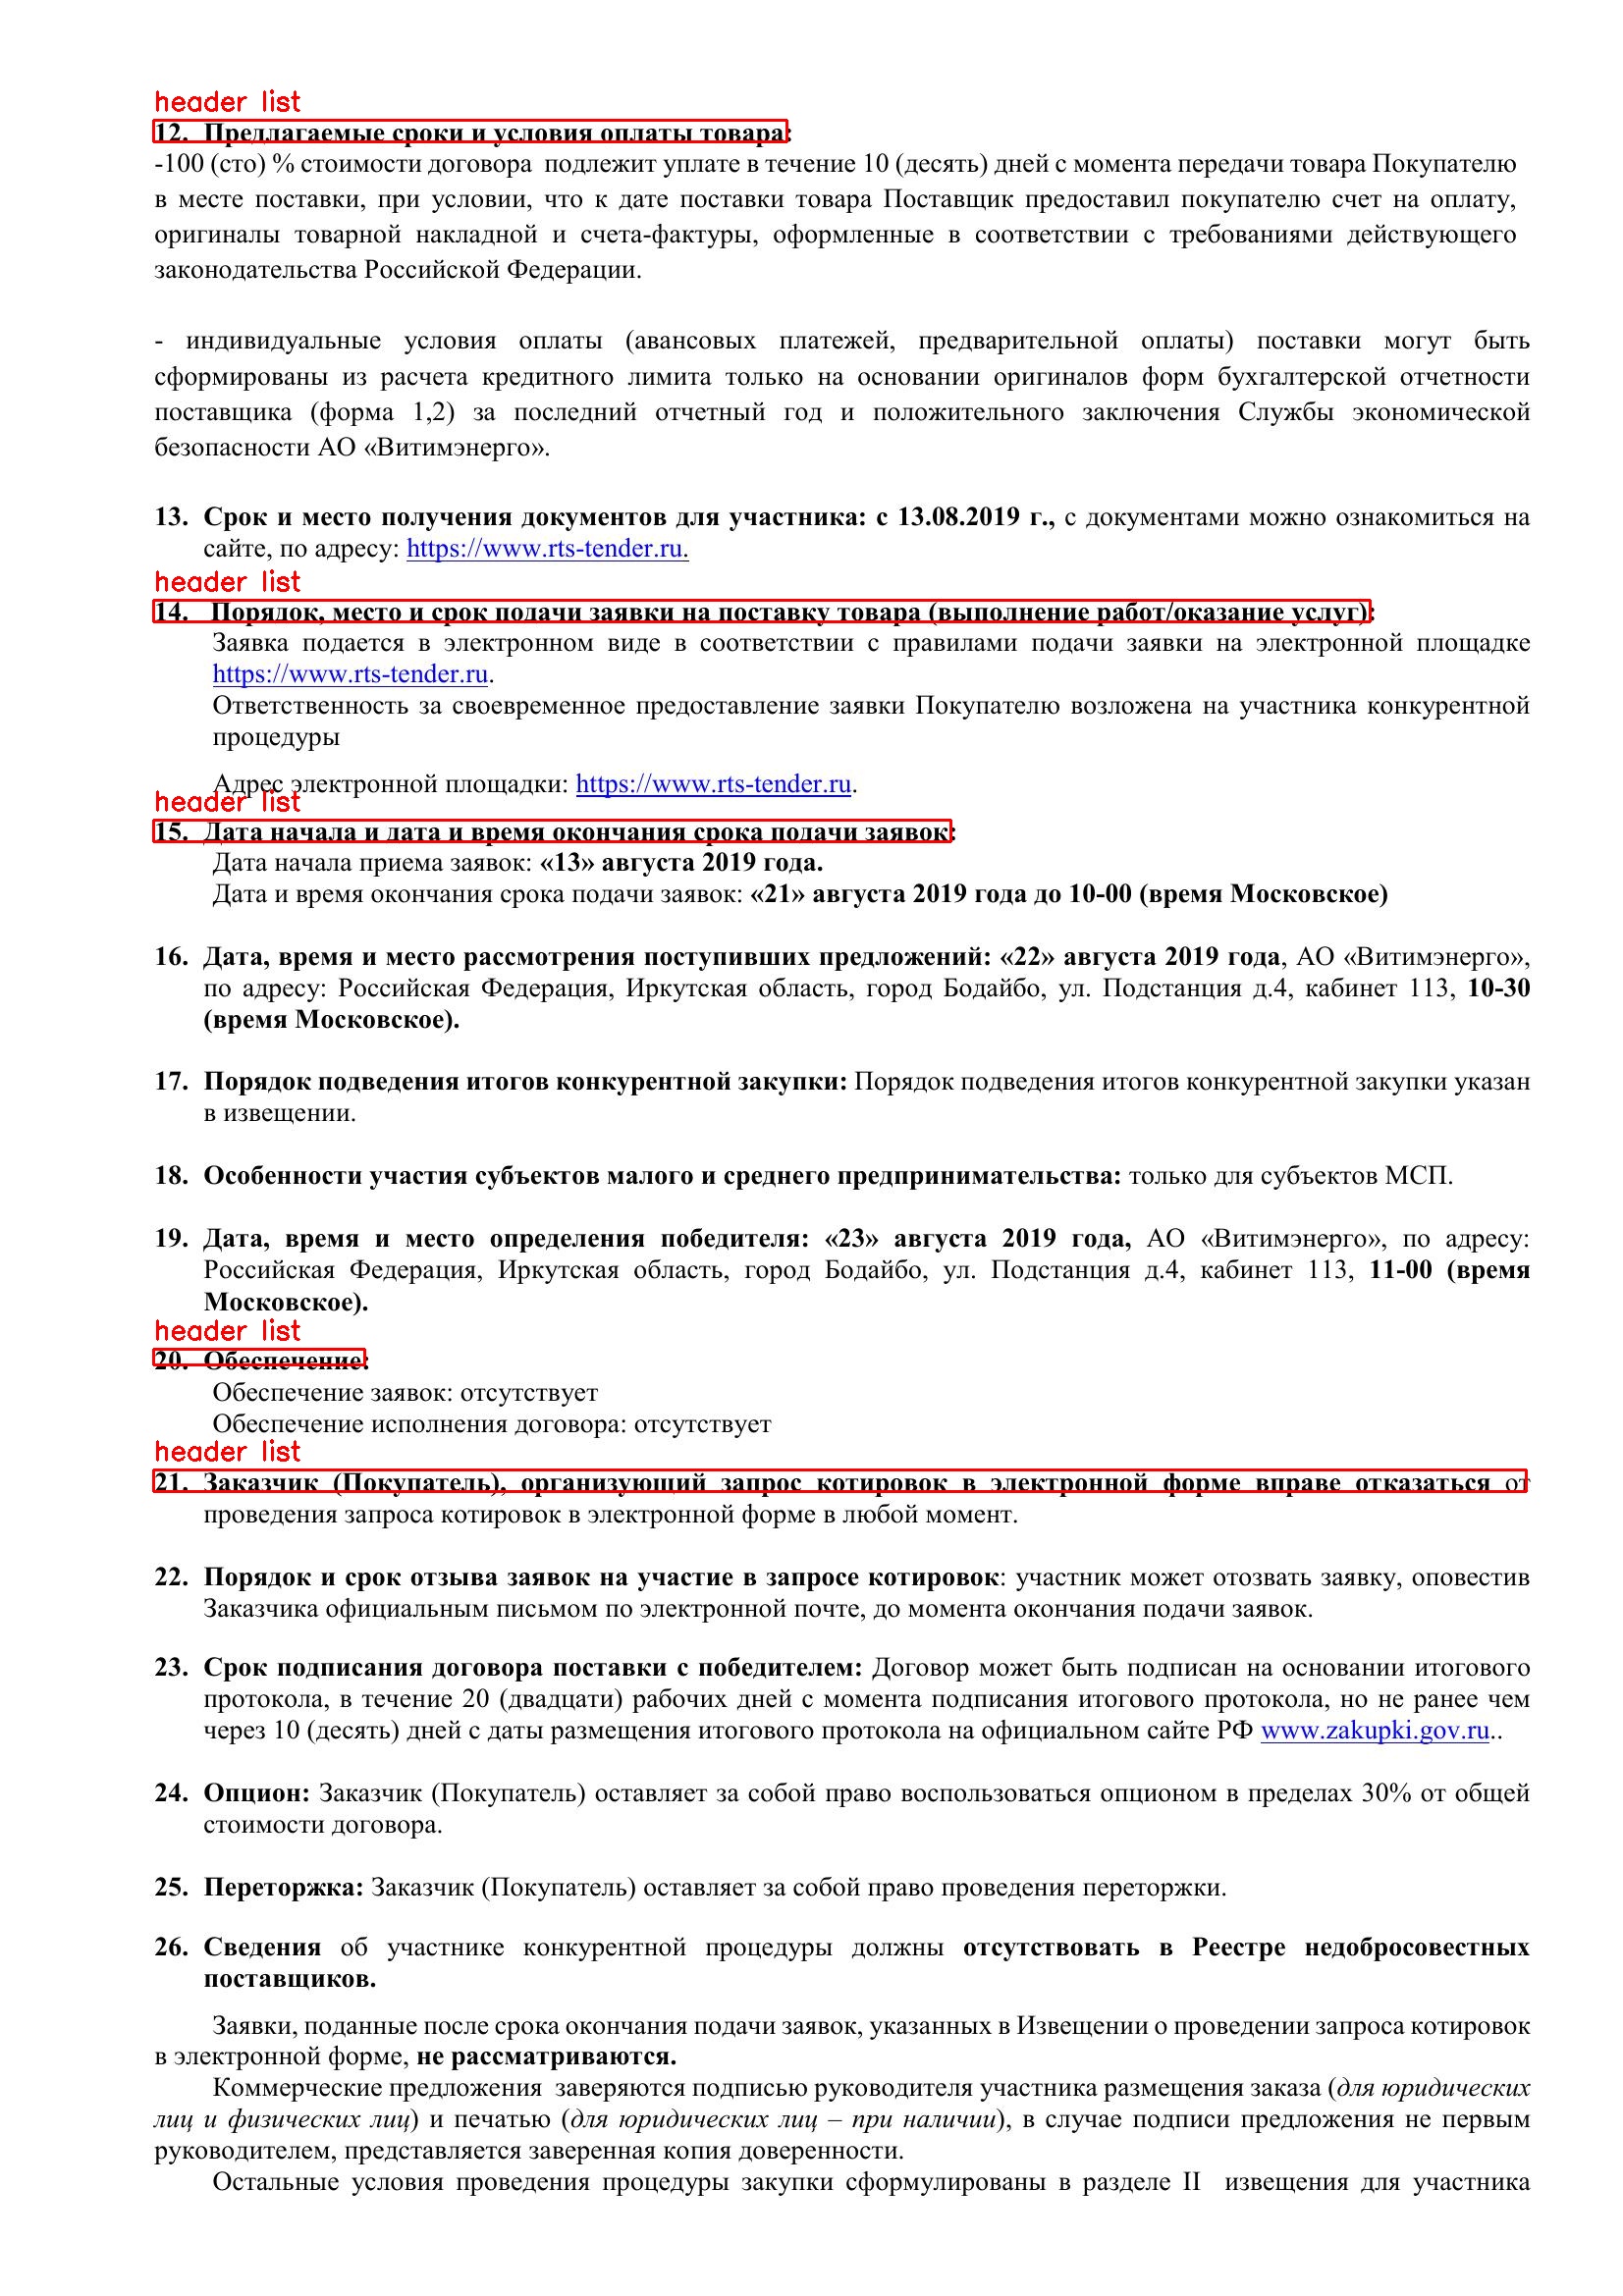 header list
12. Предлагаемые сроки и условия оплаты товара:
-100 (сто) % стоимости договора подлежит уплате в течение 10 (десять) дней с момента передачи товара Покупателю
в месте поставки, при условии, что к дате поставки товара Поставщик предоставил покупателю счет на оплату,
оригиналы товарной накладной и счета-фактуры, оформленные в соответствии с требованиями действующего
законодательства Российской Федерации.
- индивидуальные условия оплаты (авансовых платежей, предварительной оплаты) поставки могут быть
сформированы из расчета кредитного лимита только на основании оригиналов форм бухгалтерской отчетности
поставщика (форма 1,2) за последний отчетный год и положительного заключения Службы экономической
безопасности АО «Витимэнерго».
13. Срок и место получения документов для участника: с 13.08.2019 г., с документами можно ознакомиться на
сайте, по адресу: https://www.rts-tender.ru.
header list
14. Порядок, место и срок подачи заявки на поставку товара (выполнение работ/оказание услуг):
Заявка подается в электронном виде в соответствии с правилами подачи заявки на электронной площадке
https://www.rts-tender.ru.
Ответственность за своевременное предоставление заявки Покупателю возложена на участника конкурентной
процедуры
Адрес электронной площадки: https://www.rts-tender.ru.
header list
15. Дата начала и дата и время окончания срока подачи заявок:
Дата начала приема заявок: «13» августа 2019 года.
Дата и время окончания срока подачи заявок: «21» августа 2019 года до 10-00 (время Московское)
16. Дата, время и место рассмотрения поступивших предложений: «22» августа 2019 года, АО «Витимэнерго»,
по адресу: Российская Федерация, Иркутская область, город Бодайбо, ул. Подстанция д.4, кабинет 113, 10-30
(время Московское).
17. Порядок подведения итогов конкурентной закупки: Порядок подведения итогов конкурентной закупки указан
в извещении.
18. Особенности участия субъектов малого и среднего предпринимательства: только для субъектов МСП.
19. Дата, время и место определения победителя: «23» августа 2019 года, АО «Витимэнерго», по адресу:
Российская Федерация, Иркутская область, город Бодайбо, ул. Подстанция д.4, кабинет 113, 11-00 (время
Московское).
header list
20. Обеспечение:
Обеспечение заявок: отсутствует
Обеспечение исполнения договора: отсутствует
header list
21. Заказчик (Покупатель), организующий запрос котировок в электронной форме вправе отказаться от
проведения запроса котировок в электронной форме в любой момент.
22. Порядок и срок отзыва заявок на участие в запросе котировок: участник может отозвать заявку, оповестив
Заказчика официальным письмом по электронной почте, до момента окончания подачи заявок.
23. Срок подписания договора поставки с победителем: Договор может быть подписан на основании итогового
протокола, в течение 20 (двадцати) рабочих дней с момента подписания итогового протокола, но не ранее чем
через 10 (десять) дней с даты размещения итогового протокола на официальном сайте РФ www.zakupki.gov.ru..
24. Опцион: Заказчик (Покупатель) оставляет за собой право воспользоваться опционом в пределах 30% от общей
стоимости договора.
25. Переторжка: Заказчик (Покупатель) оставляет за собой право проведения переторжки.
26. Сведения об участнике конкурентной процедуры должны отсутствовать в Реестре недобросовестных
поставщиков.
Заявки, поданные после срока окончания подачи заявок, указанных в Извещении о проведении запроса котировок
в электронной форме, не рассматриваются.
Коммерческие предложения заверяются подписью руководителя участника размещения заказа (для юридических
лиц и физических лиц) и печатью (для юридических лиц – при наличии), в случае подписи предложения не первым
руководителем, представляется заверенная копия доверенности.
Остальные условия проведения процедуры закупки сформулированы в разделе II извещения для участника